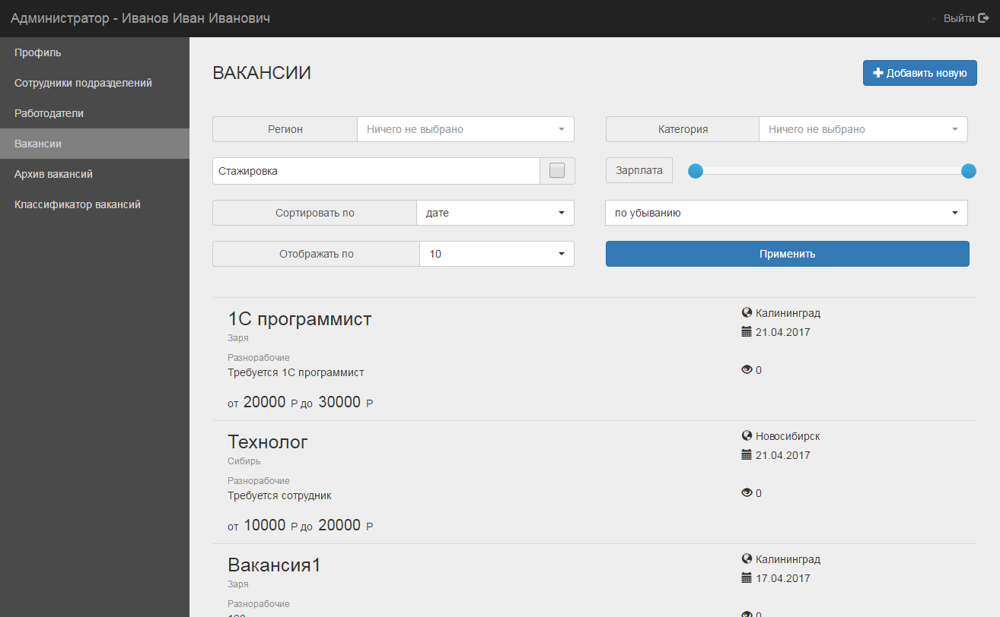 Администратор - Иванов Иван Иванович
Выйти
Профиль
Сотрудники подразделений
Работодатели
Вакансии
Архив вакансий
Классификатор вакансий
ВАКАНСИИ
Добавить новую
Регион
Ничего не выбрано
Категория
Ничего не выбрано
Стажировка
Зарплата
Сортировать по
дате
по убыванию
Отображать по
10
Применить
1С программист
Заря
Разнорабочие
Требуется 1С программист
от 20000 Р до 30000 Р
Калининград
21.04.2017
0
Технолог
Сибирь
Разнорабочие
Требуется сотрудник
от 10000 Р до 20000 Р
Новосибирск
21.04.2017
0
Вакансия1
Заря
Разнорабочие
Калининград
17.04.2017
0